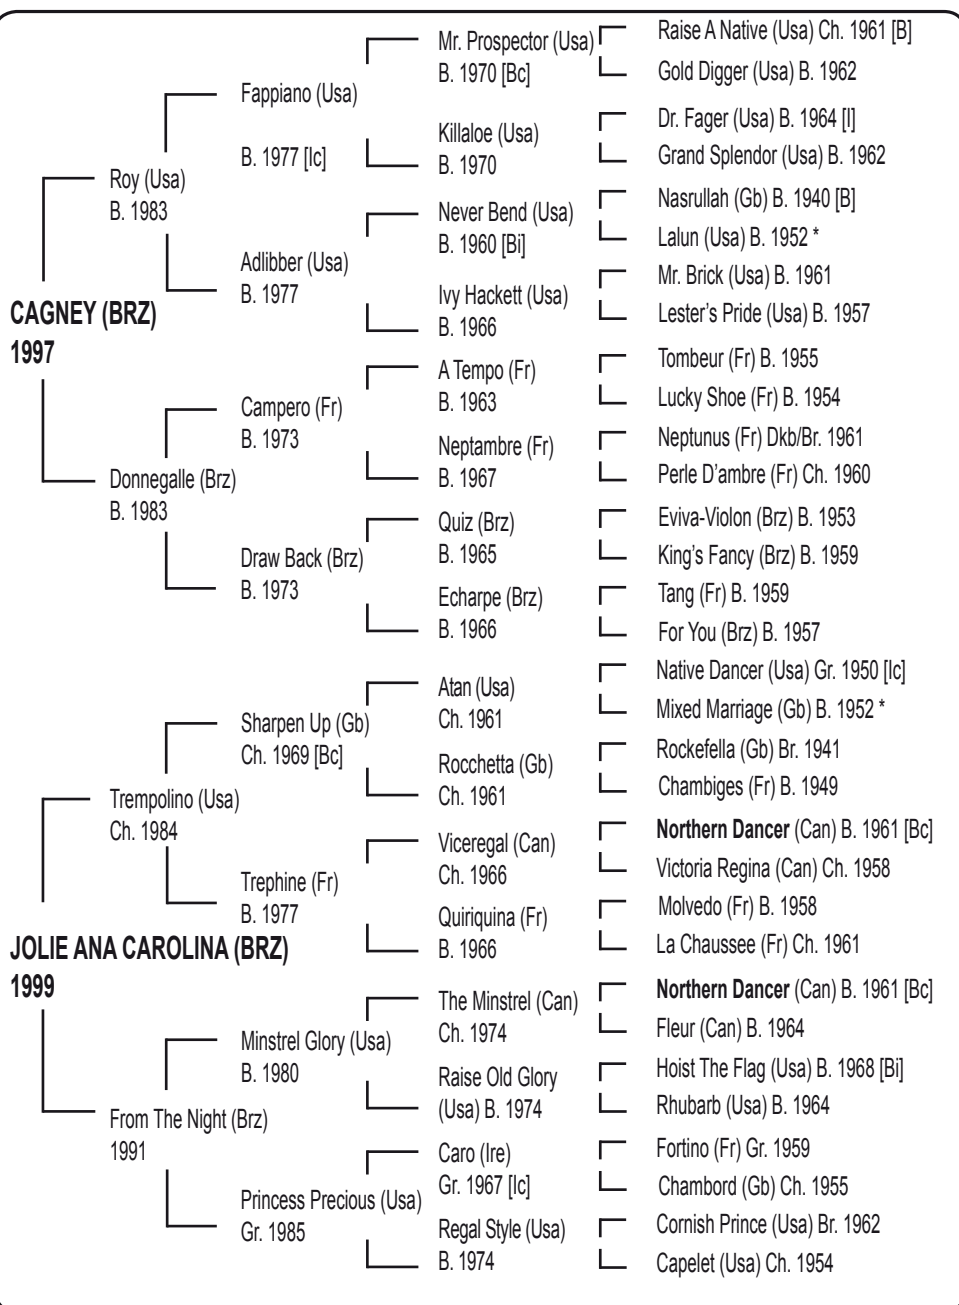 Mr. Prospector (Usa)
B. 1970 [Bc]
Raise A Native (Usa) Ch. 1961 [B]
Gold Digger (Usa) B. 1962
Fappiano (Usa)
B. 1977 [Ic]
Killaloe (Usa)
B. 1970
Dr. Fager (Usa) B. 1964 [I]
Grand Splendor (Usa) B. 1962
Roy (Usa)
B. 1983
Never Bend (Usa)
B. 1960 [Bi]
Nasrullah (Gb) B. 1940 [B]
Lalun (Usa) B. 1952 *
Adlibber (Usa)
B. 1977
Ivy Hackett (Usa)
B. 1966
Mr. Brick (Usa) B. 1961
Lester's Pride (Usa) B. 1957
CAGNEY (BRZ)
1997
A Tempo (Fr)
B. 1963
Tombeur (Fr) B. 1955
Lucky Shoe (Fr) B. 1954
Campero (Fr)
B. 1973
Neptambre (Fr)
B. 1967
Neptunus (Fr) Dkb/Br. 1961
Perle D'ambre (Fr) Ch. 1960
Donnegalle (Brz)
B. 1983
Quiz (Brz)
B. 1965
Eviva-Violon (Brz) B. 1953
King's Fancy (Brz) B. 1959
Draw Back (Brz)
B. 1973
Echarpe (Brz)
B. 1966
Tang (Fr) B. 1959
For You (Brz) B. 1957
Atan (Usa)
Ch. 1961
Native Dancer (Usa) Gr. 1950 [Ic]
Mixed Marriage (Gb) B. 1952 *
Sharpen Up (Gb)
Ch. 1969 [Bc]
Rocchetta (Gb)
Ch. 1961
Rockefella (Gb) Br. 1941
Chambiges (Fr) B. 1949
Trempolino (Usa)
Ch. 1984
Viceregal (Can)
Ch. 1966
Northern Dancer (Can) B. 1961 [Bc]
Victoria Regina (Can) Ch. 1958
Trephine (Fr)
B. 1977
Quiriquina (Fr)
B. 1966
Molvedo (Fr) B. 1958
La Chaussee (Fr) Ch. 1961
JOLIE ANA CAROLINA (BRZ)
1999
The Minstrel (Can)
Ch. 1974
Northern Dancer (Can) B. 1961 [Bc]
Fleur (Can) B. 1964
Minstrel Glory (Usa)
B. 1980
Raise Old Glory
(Usa) B. 1974
Hoist The Flag (Usa) B. 1968 [Bi]
Rhubarb (Usa) B. 1964
From The Night (Brz)
1991
Caro (Ire)
Gr. 1967 [Ic]
Fortino (Fr) Gr. 1959
Chambord (Gb) Ch. 1955
Princess Precious (Usa)
Gr. 1985
Regal Style (Usa)
B. 1974
Cornish Prince (Usa) Br. 1962
Capelet (Usa) Ch. 1954